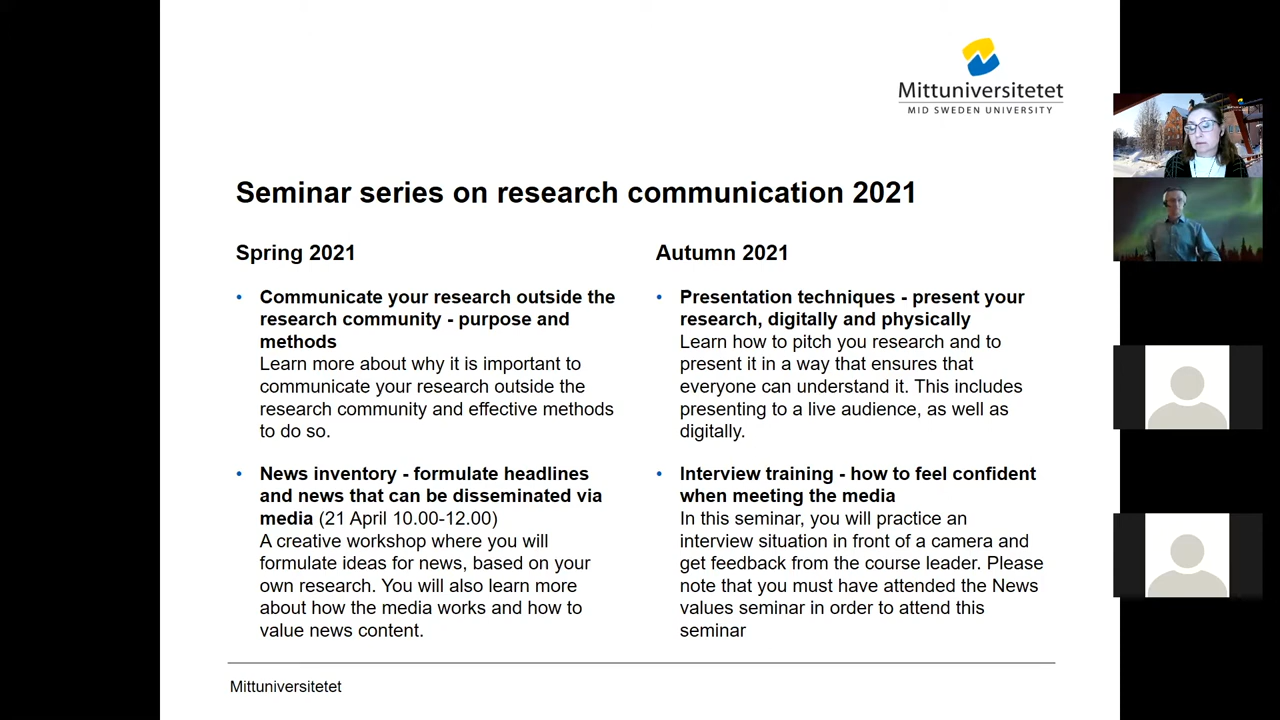 Mittuniversitetet
MID SWEDEN UNIVERSITY
Seminar series on research communication 2021
Spring 2021
• Communicate your research outside the
research community - purpose and
methods
Learn more about why it is important to
communicate your research outside the
research community and effective methods
to do so.
• News inventory - formulate headlines
and news that can be disseminated via
media (21 April 10.00-12.00)
A creative workshop where you will
formulate ideas for news, based on your
own research. You will also learn more
about how the media works and how to
value news content.
Autumn 2021
• Presentation techniques - present your
research, digitally and physically
Learn how to pitch you research and to
present it in a way that ensures that
everyone can understand it. This includes
presenting to a live audience, as well as
digitally.
• Interview training - how to feel confident
when meeting the media
In this seminar, you will practice an
interview situation in front of a camera and
get feedback from the course leader. Please
note that you must have attended the News
values seminar in order to attend this
seminar
Mittuniversitetet